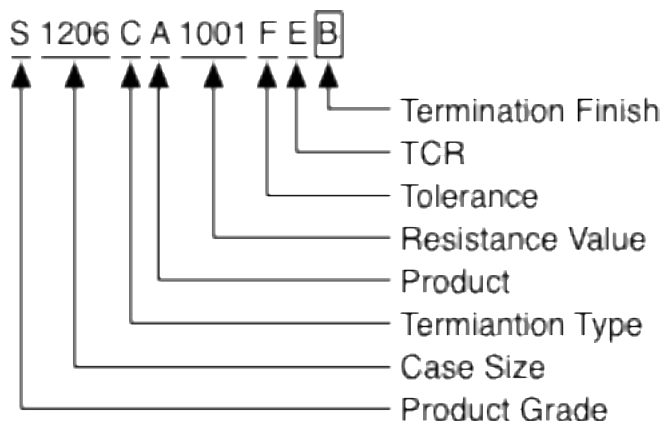 S 1206 C A 1001 F E B
Termination Finish
TCR
Tolerance
Resistance Value
Product
Termiantion Type
Case Size
Product Grade